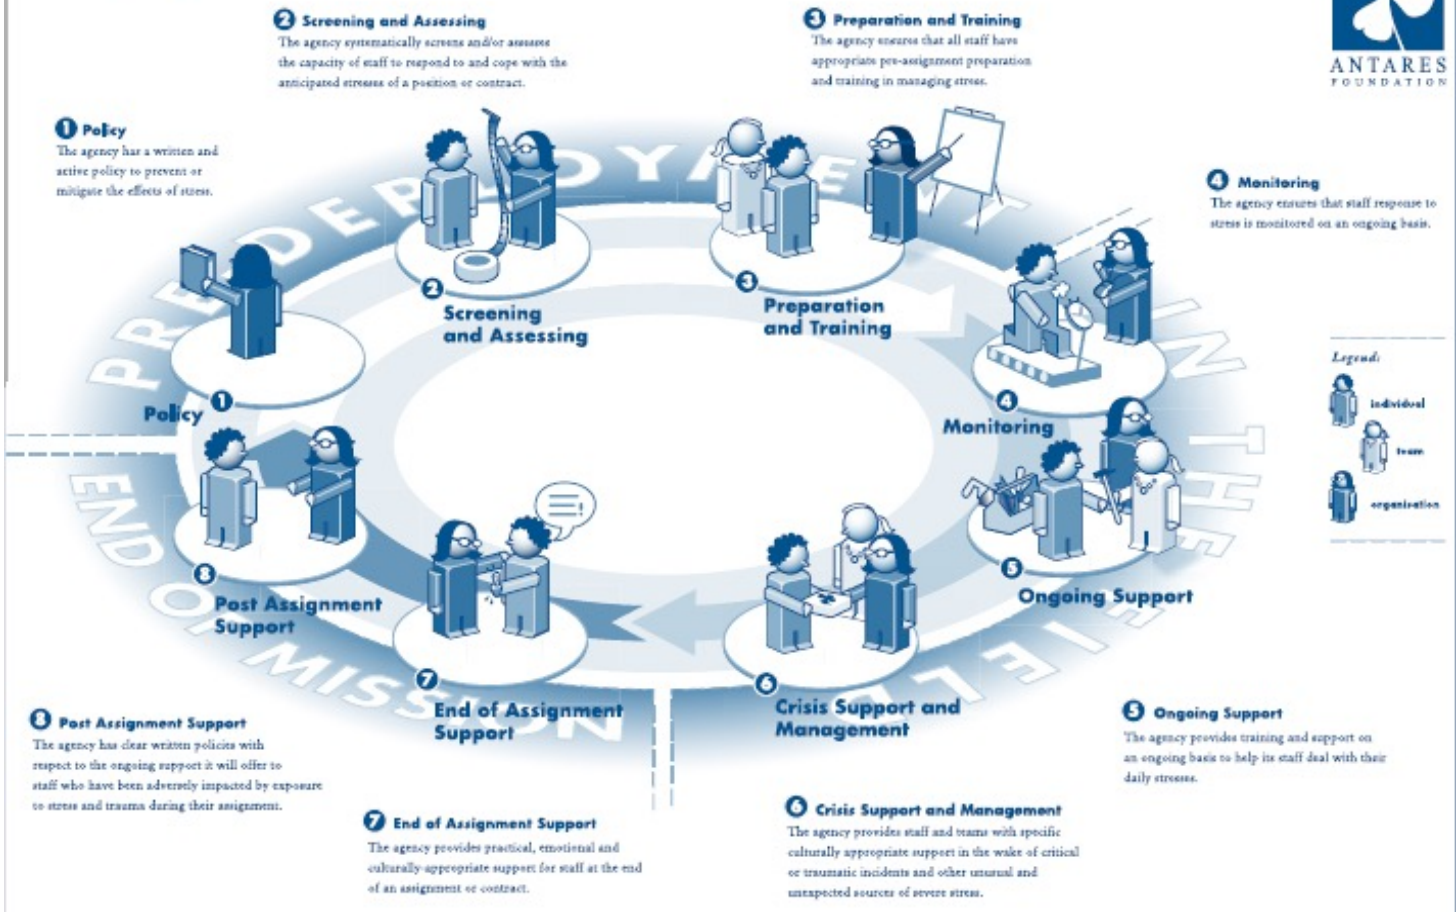 2 Screening and Assessing
The agency systematically screens and/or assesses
the capacity of staff to respond to and cope with the
anticipated stresses of a position or contract.
3 Preparation and Training
The agency ensures that all staff have
appropriate pre-assignment preparation
and training in managing stress.
ANTARES
FOUNDATION
1 Policy
The agency has a written and
active policy to prevent or
mitigate the effects of stress.
4 Monitoring
The agency ensures that staff response to
stress is monitored on an ongoing basis.
PRE DEPLOYMENT
IN THE FIELD
END OF MISSION
1
Policy
2
Screening
and Assessing
3
Preparation
and Training
4
Monitoring
5
Ongoing Support
6
Crisis Support and
Management
7
End of Assignment
Support
8
Post Assignment
Support
Legend:
individual
team
organisation
8 Post Assignment Support
The agency has clear written policies with
respect to the ongoing support it will offer to
staff who have been adversely impacted by exposure
to stress and trauma during their assignment.
7 End of Assignment Support
The agency provides practical, emotional and
culturally-appropriate support for staff at the end
of an assignment or contract.
6 Crisis Support and Management
The agency provides staff and teams with specific
culturally appropriate support in the wake of critical
or traumatic incidents and other unusual and
unexpected sources of severe stress.
5 Ongoing Support
The agency provides training and support on
an ongoing basis to help its staff deal with their
daily stresses.